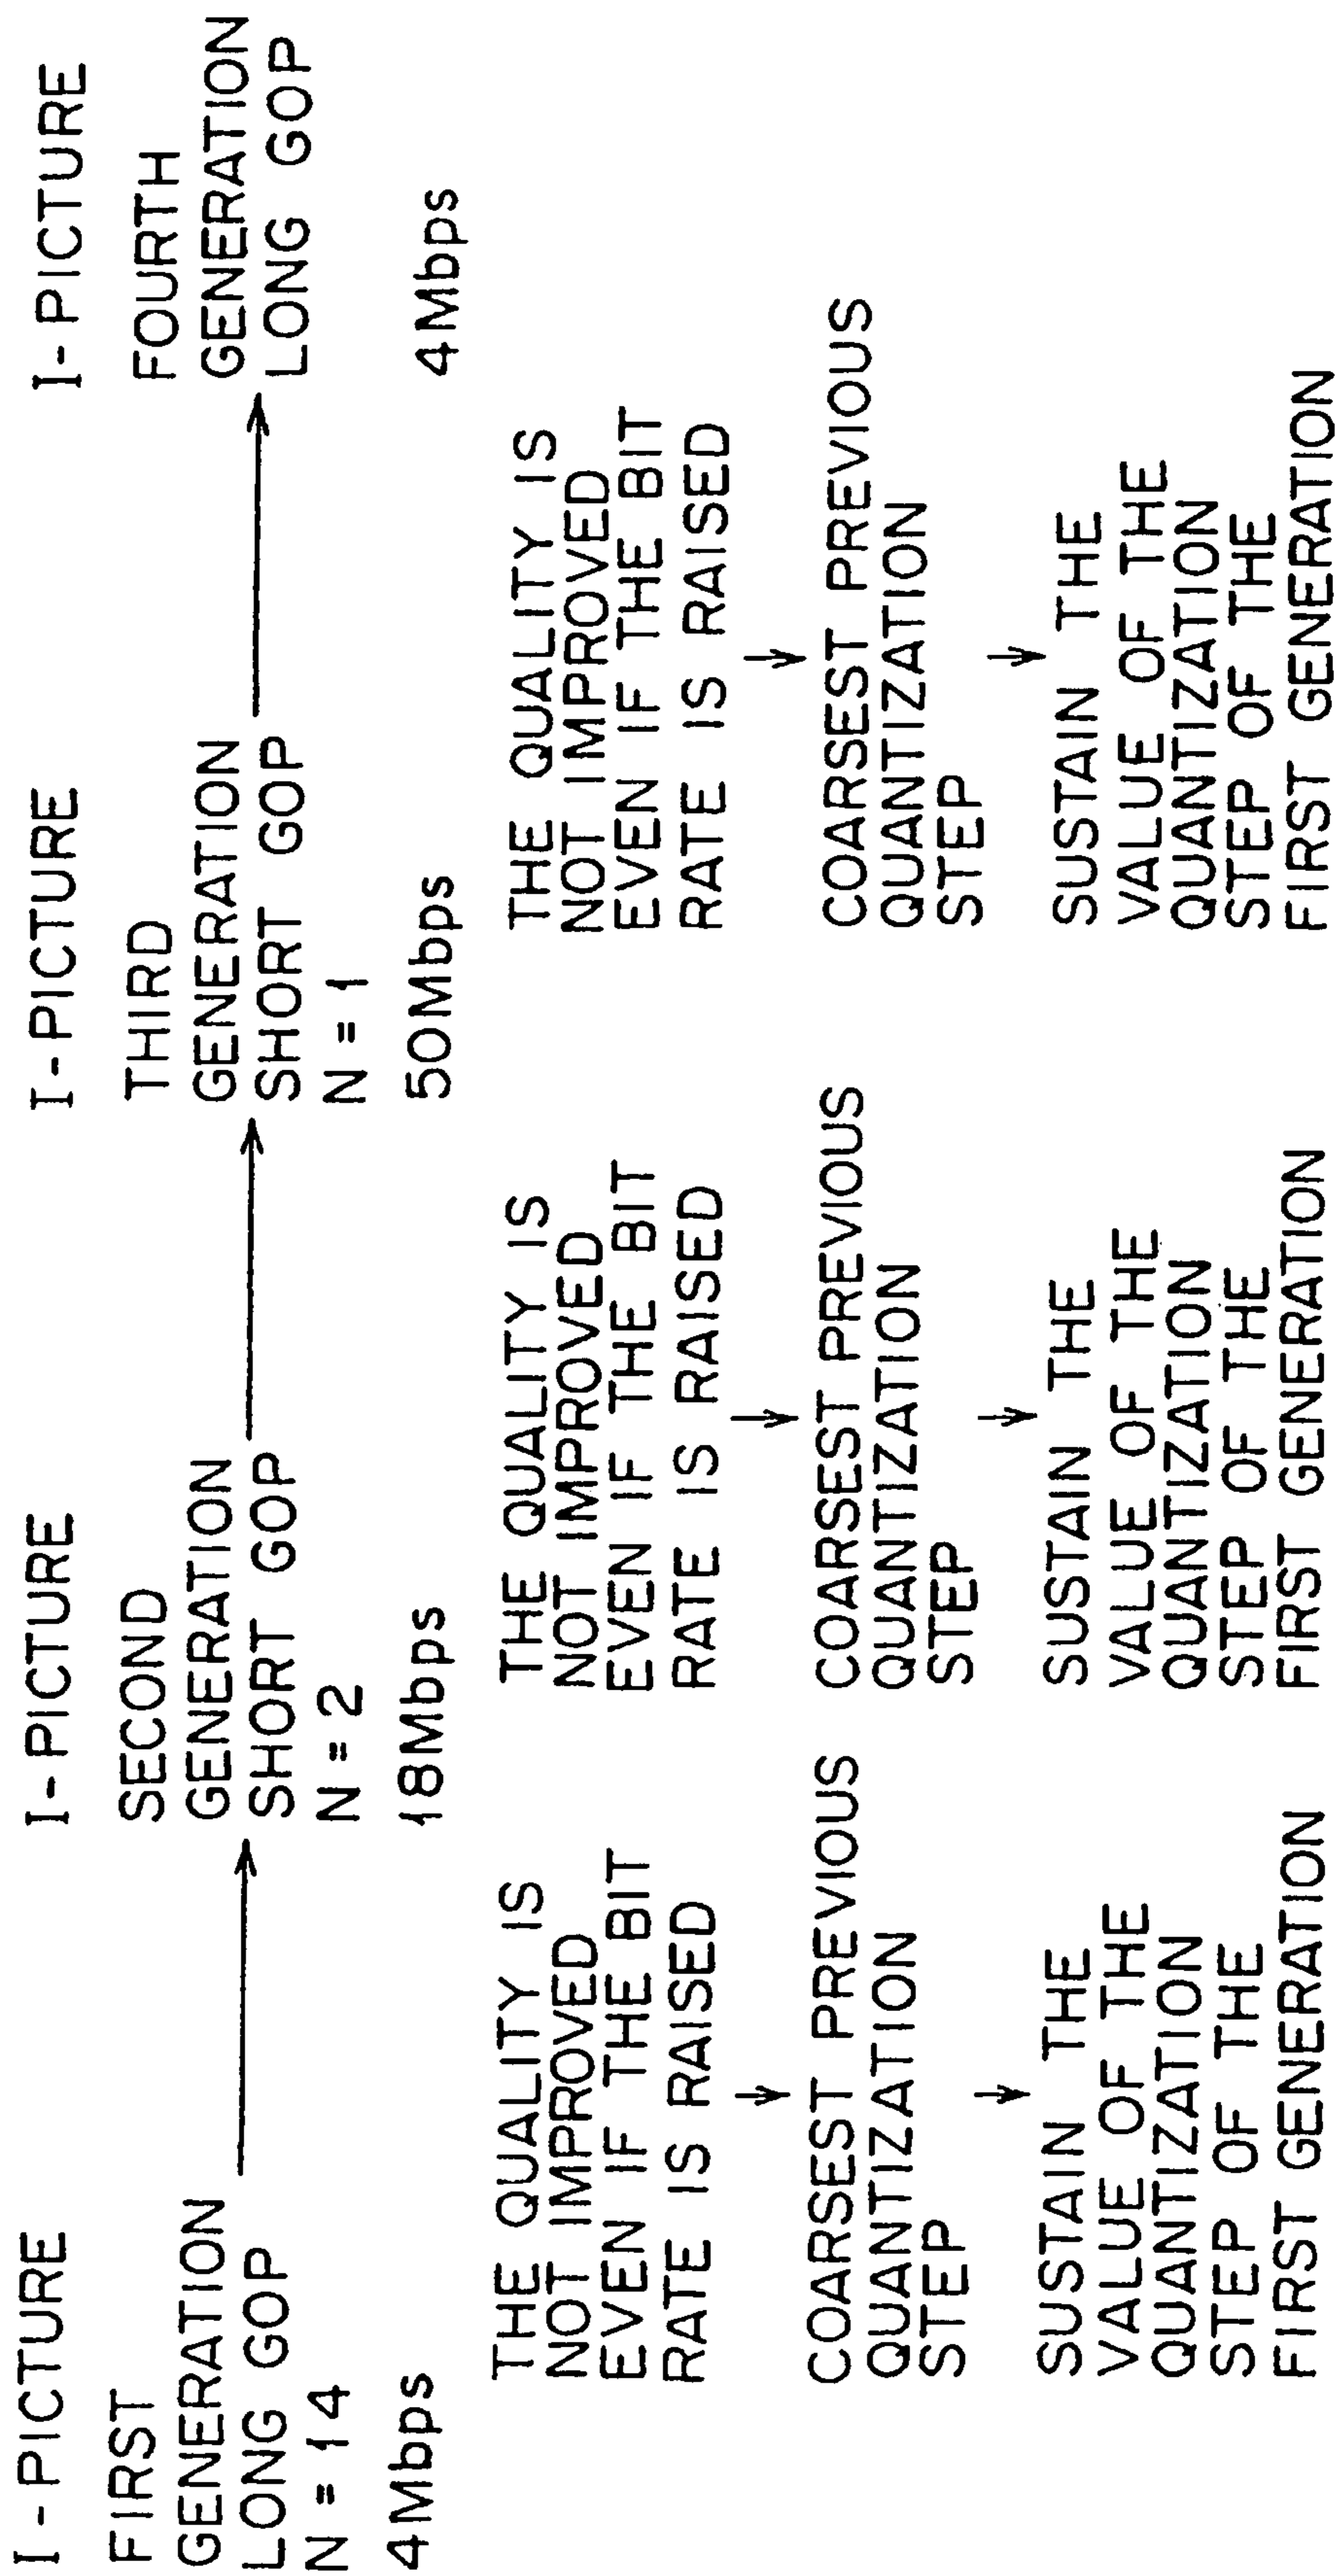 I-PICTURE
FIRST
GENERATION
LONG GOP
N = 14
4Mbps
I-PICTURE
SECOND
GENERATION
SHORT GOP
N = 2
18Mbps
I-PICTURE
THIRD
GENERATION
SHORT GOP
N = 1
50Mbps
I-PICTURE
FOURTH
GENERATION
LONG GOP
4Mbps
THE QUALITY IS
NOT IMPROVED
EVEN IF THE BIT
RATE IS RAISED
COARSEST PREVIOUS
QUANTIZATION
STEP
SUSTAIN THE
VALUE OF THE
QUANTIZATION
STEP OF THE
FIRST GENERATION
THE QUALITY IS
NOT IMPROVED
EVEN IF THE BIT
RATE IS RAISED
COARSEST PREVIOUS
QUANTIZATION
STEP
SUSTAIN THE
VALUE OF THE
QUANTIZATION
STEP OF THE
FIRST GENERATION
THE QUALITY IS
NOT IMPROVED
EVEN IF THE BIT
RATE IS RAISED
COARSEST PREVIOUS
QUANTIZATION
STEP
SUSTAIN THE
VALUE OF THE
QUANTIZATION
STEP OF THE
FIRST GENERATION